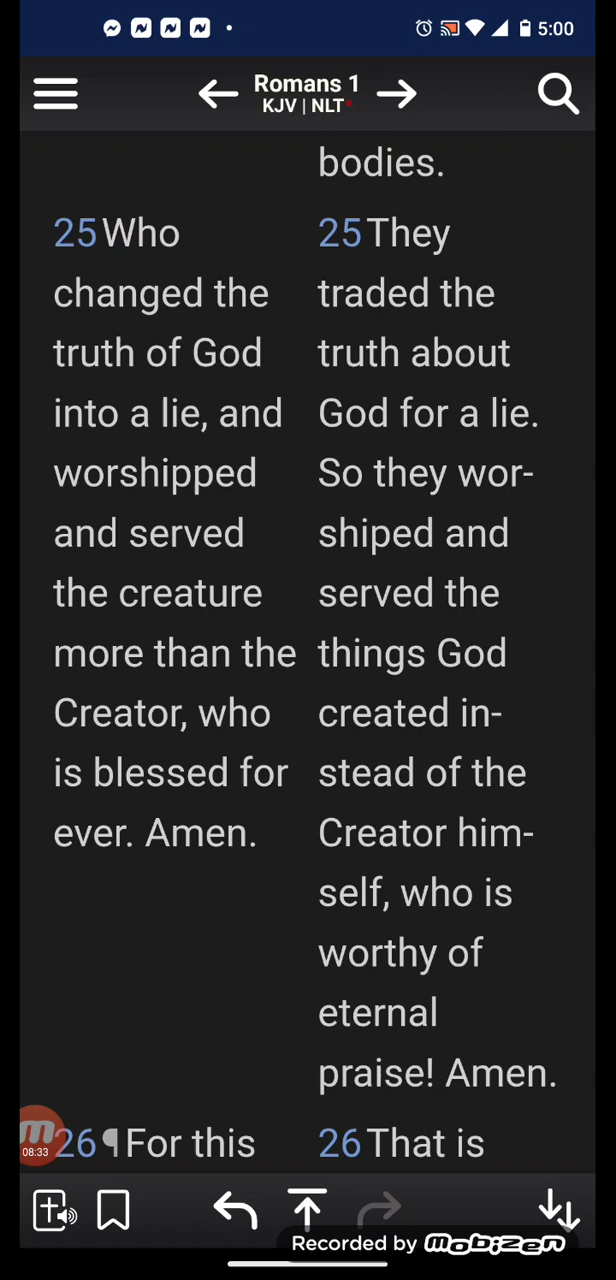 5:00
Romans 1
KJV | NLT*
bodies.
25 Who
changed the
truth of God
into a lie, and
worshipped
and served
the creature
more than the
Creator, who
is blessed for
ever. Amen.
25 They
traded the
truth about
God for a lie.
So they wor-
shiped and
served the
things God
created in-
stead of the
Creator him-
self, who is
worthy of
eternal
praise! Amen.
26 ¶For this
26 That is
08:33
Recorded by mobizen